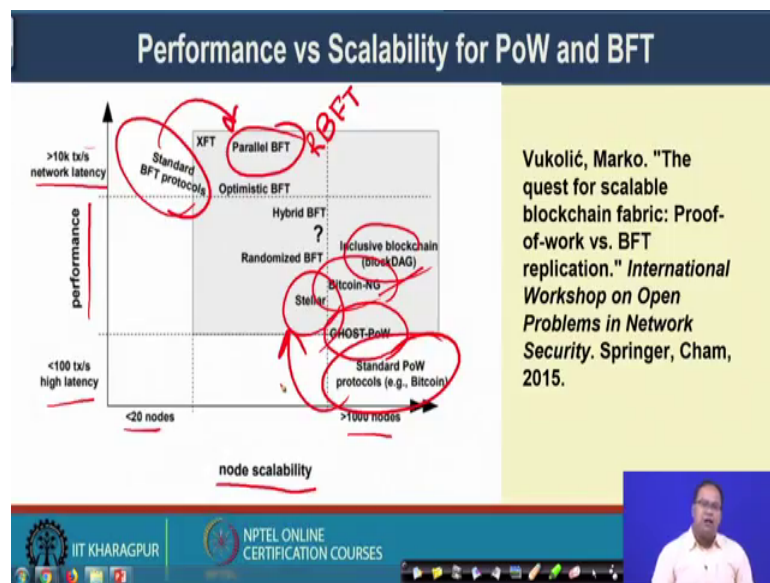 Performance vs Scalability for PoW and BFT
RBFT
>10k tx/s
network latency
performance
<100 tx/s
high latency
Standard
BFT protocols
XFT
Parallel BFT
Optimistic BFT
Hybrid BFT
?
Randomized BFT
Inclusive blockchain
(blockDAG)
Bitcoin-NG
Stellar
GHOST-PoW
Standard PoW
protocols (e.g., Bitcoin)
<20 nodes
>1000 nodes
node scalability
Vukolić, Marko. "The
quest for scalable
blockchain fabric: Proof-
of-work vs. BFT
replication." International
Workshop on Open
Problems in Network
Security. Springer, Cham,
2015.
IIT KHARAGPUR
NPTEL ONLINE
CERTIFICATION COURSES